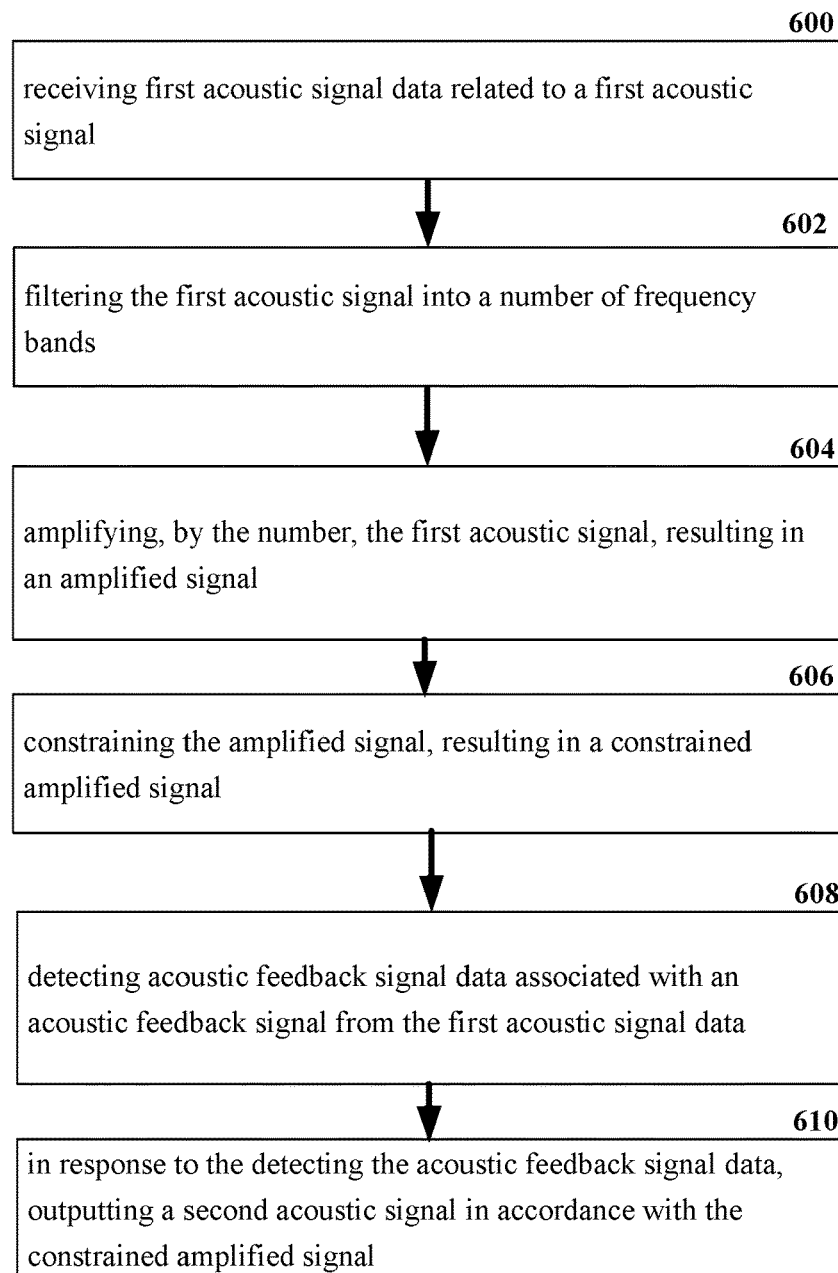 600
receiving first acoustic signal data related to a first acoustic
signal
602
filtering the first acoustic signal into a number of frequency
bands
604
amplifying, by the number, the first acoustic signal, resulting in
an amplified signal
606
constraining the amplified signal, resulting in a constrained
amplified signal
608
detecting acoustic feedback signal data associated with an
acoustic feedback signal from the first acoustic signal data
610
in response to the detecting the acoustic feedback signal data,
outputting a second acoustic signal in accordance with the
constrained amplified signal